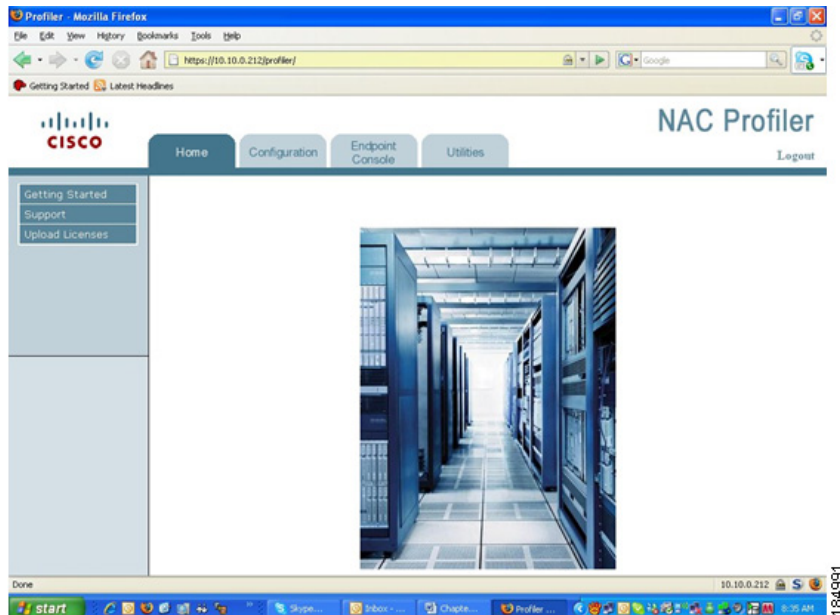 Profiler - Mozilla Firefox
File Edit View History Bookmarks Tools Help
https://10.10.0.212/profiler/
Google
Getting Started Latest Headlines
CISCO
NAC Profiler
Home Configuration Endpoint Console Utilities
Logout
Getting Started
Support
Upload Licenses
Done
10.10.0.212
start Skype... Inbox - ... Chapte... Profiler ... 8:35 AM